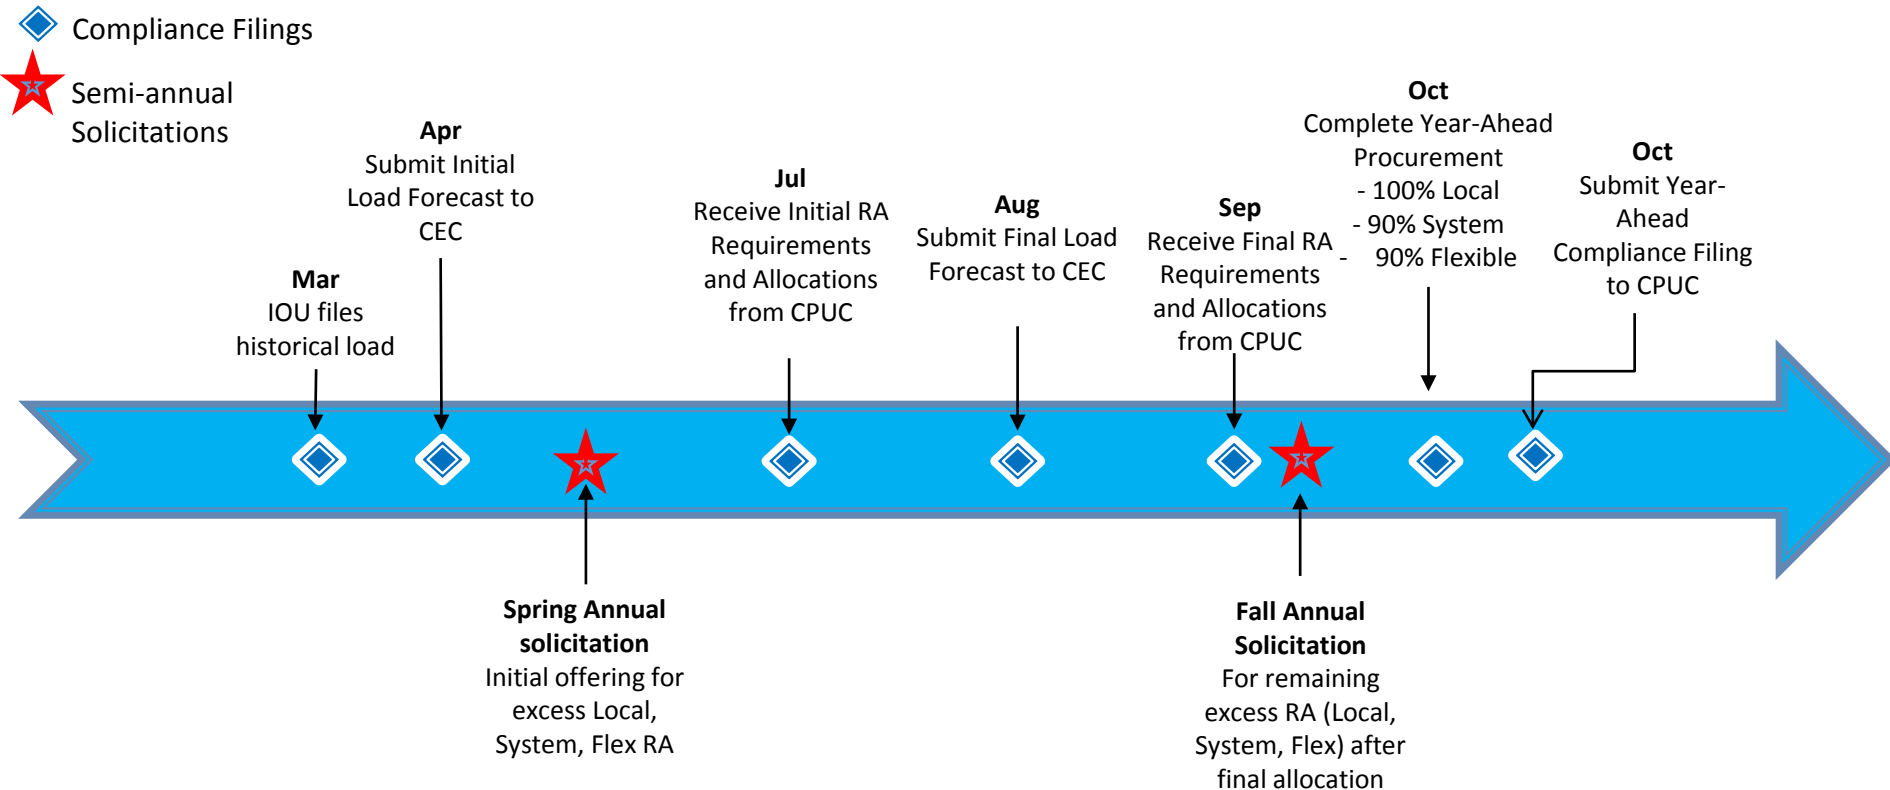 Compliance Filings
Semi-annual
Solicitations
Mar
IOU files
historical load
Apr
Submit Initial
Load Forecast to
CEC
Jul
Receive Initial RA
Requirements
and Allocations
from CPUC
Aug
Submit Final Load
Forecast to CEC
Sep
Receive Final RA
Requirements
and Allocations
from CPUC
Oct
Complete Year-Ahead
Procurement
- 100% Local
- 90% System
- 90% Flexible
Oct
Submit Year-
Ahead
Compliance Filing
to CPUC
Spring Annual
solicitation
Initial offering for
excess Local,
System, Flex RA
Fall Annual
Solicitation
For remaining
excess RA (Local,
System, Flex) after
final allocation